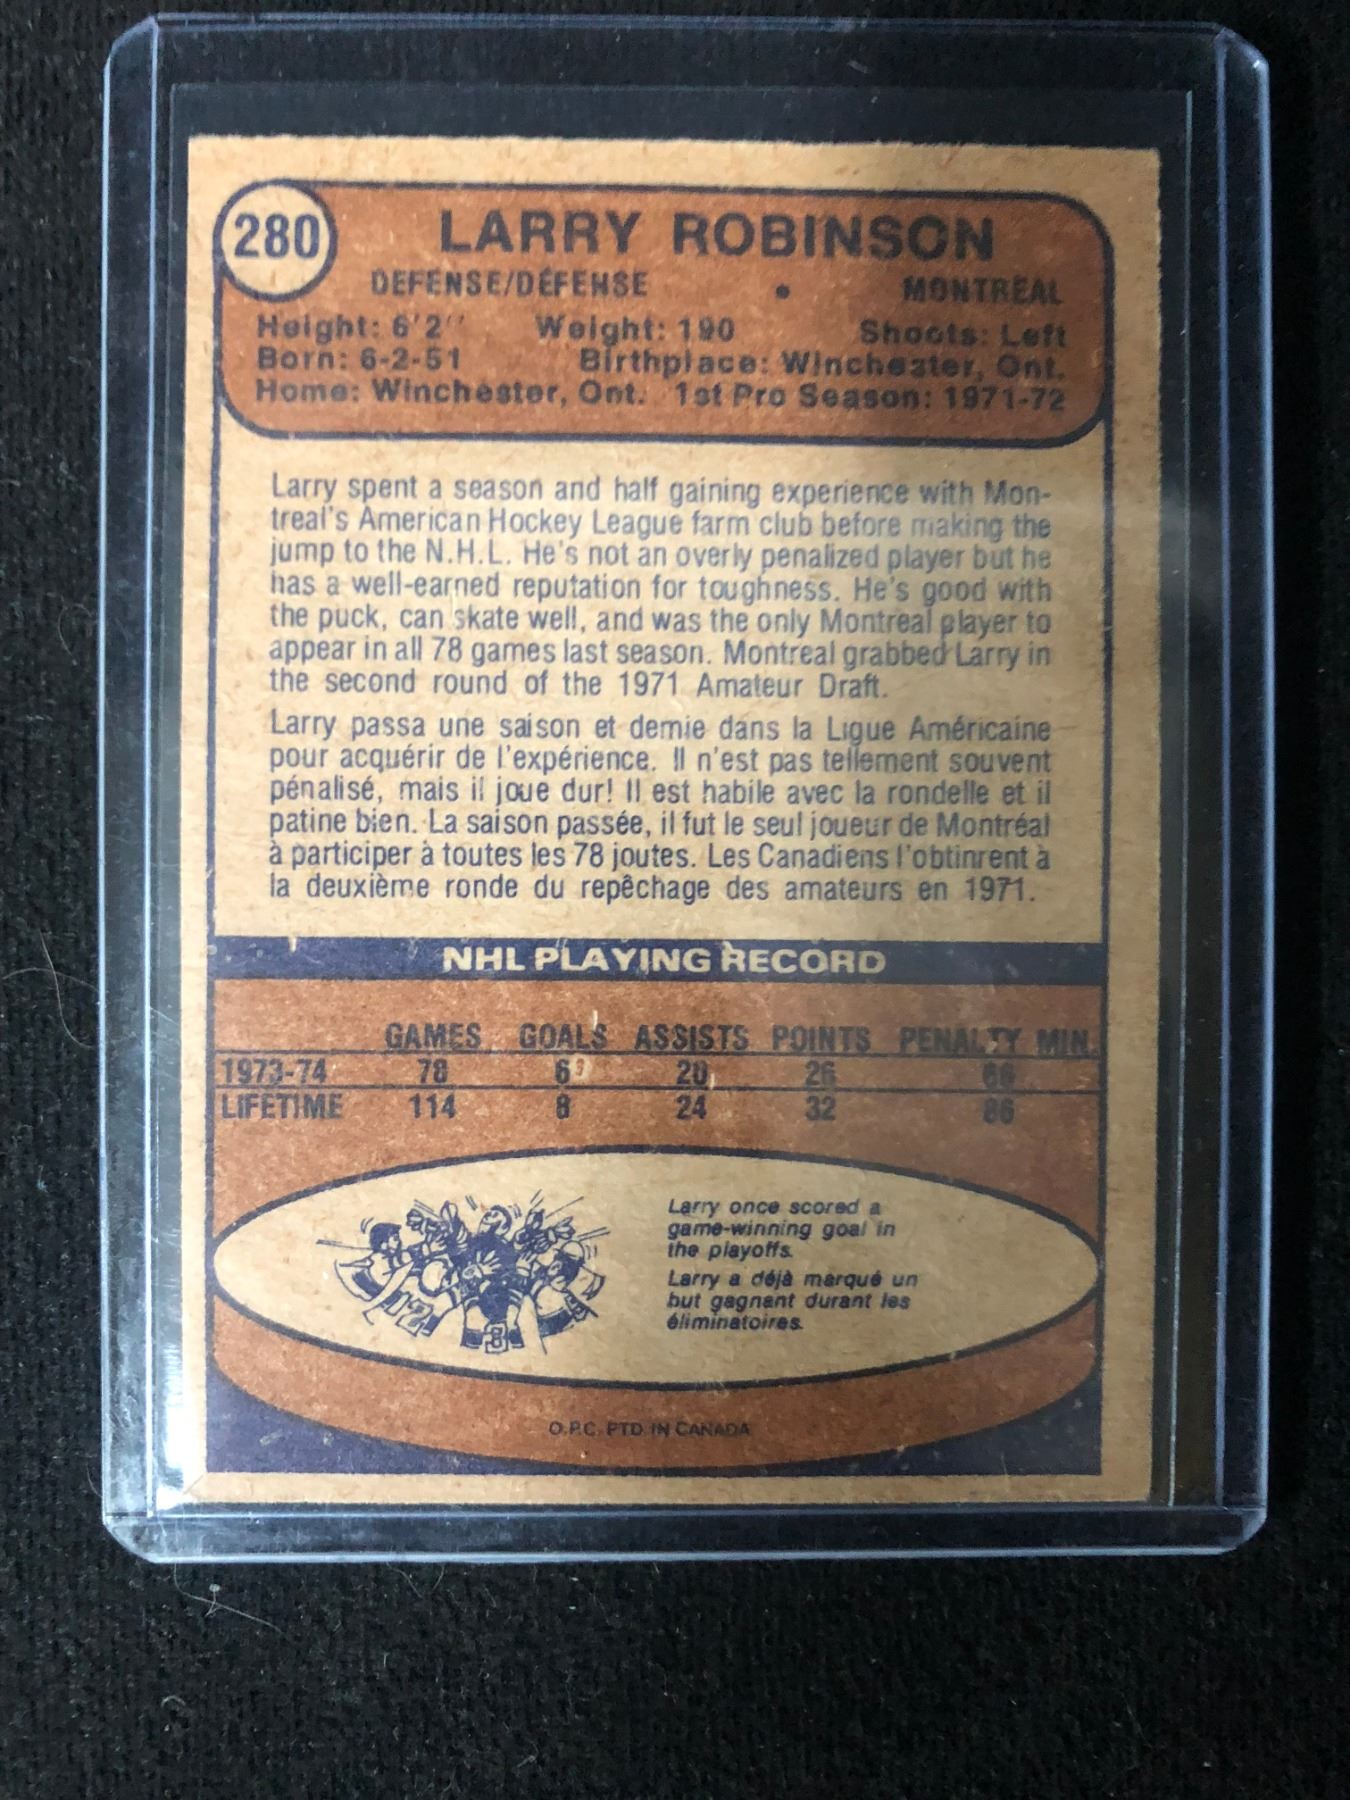 280
LARRY ROBINSON
DEFENSE/DÉFENSE • MONTREAL
Height: 6'2'' Weight: 190 Shoots: Left
Born: 6-2-51 Birthplace: Winchester, Ont.
Home: Winchester, Ont. 1st Pro Season: 1971-72
Larry spent a season and half gaining experience with Mon-
treal's American Hockey League farm club before making the
jump to the N.H.L. He's not an overly penalized player but he
has a well-earned reputation for toughness. He's good with
the puck, can skate well, and was the only Montreal player to
appear in all 78 games last season. Montreal grabbed Larry in
the second round of the 1971 Amateur Draft.
Larry passa une saison et demie dans la Ligue Américaine
pour acquérir de l'expérience. Il n'est pas tellement souvent
pénalisé, mais il joue dur! Il est habile avec la rondelle et il
patine bien. La saison passée, il fut le seul joueur de Montréal
à participer à toutes les 78 joutes. Les Canadiens l'obtinrent à
la deuxième ronde du repêchage des amateurs en 1971.
NHL PLAYING RECORD
GAMES GOALS ASSISTS POINTS PENALTY MIN.
1973-74 78 6 20 26 66
LIFETIME 114 8 24 32 86
Larry once scored a
game-winning goal in
the playoffs.
Larry a déjà marqué un
but gagnant durant les
éliminatoires.
12
3
O.P.C. PTD. IN CANADA